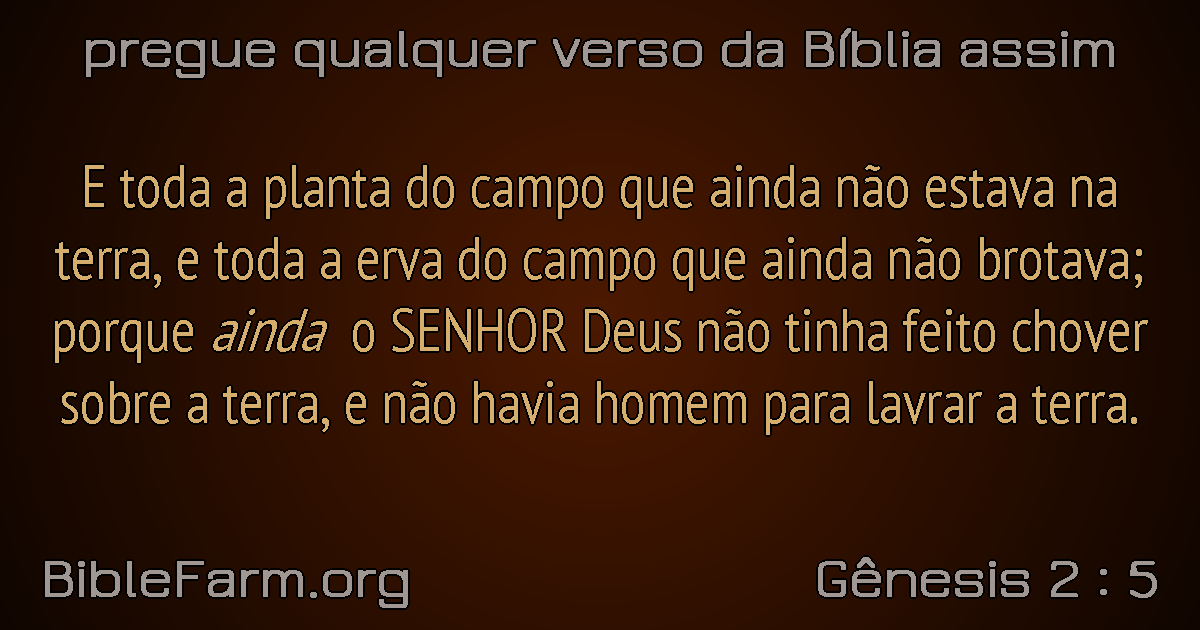 pregue qualquer verso da Bíblia assim
E toda a planta do campo que ainda não estava na
terra, e toda a erva do campo que ainda não brotava;
porque ainda o SENHOR Deus não tinha feito chover
sobre a terra, e não havia homem para lavrar a terra.
BibleFarm.org
Gênesis 2 : 5